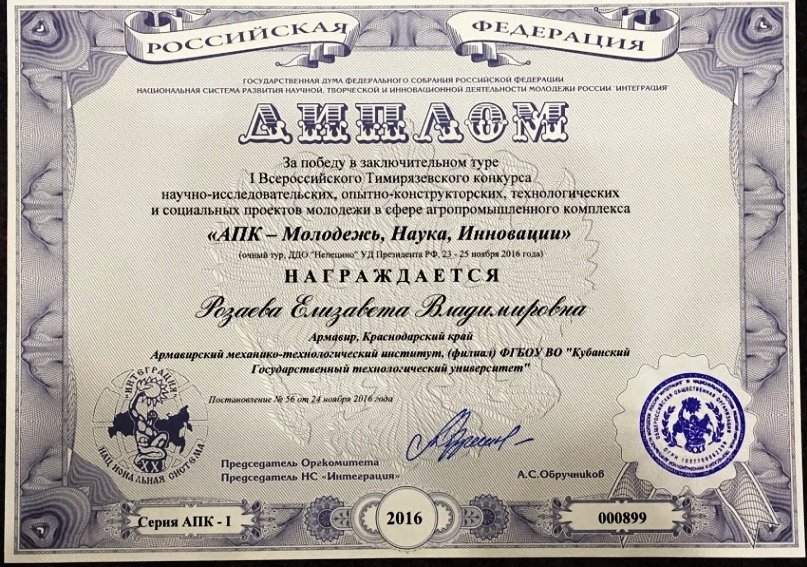 РОССИЙСКАЯ ФЕДЕРАЦИЯ
ГОСУДАРСТВЕННАЯ ДУМА ФЕДЕРАЛЬНОГО СОБРАНИЯ РОССИЙСКОЙ ФЕДЕРАЦИИ
НАЦИОНАЛЬНАЯ СИСТЕМА РАЗВИТИЯ НАУЧНОЙ, ТВОРЧЕСКОЙ И ИННОВАЦИОННОЙ ДЕЯТЕЛЬНОСТИ МОЛОДЕЖИ РОССИИ "ИНТЕГРАЦИЯ"
ДИПЛОМ
За победу в заключительном туре
I Всероссийского Тимирязевского конкурса
научно-исследовательских, опытно-конструкторских, технологических
и социальных проектов молодежи в сфере агропромышленного комплекса
«АПК – Молодежь, Наука, Инновации»
(очный тур, ДДО "Непецино" УД Президента РФ, 23 - 25 ноября 2016 года)
НАГРАЖДАЕТСЯ
Розаева Елизавета Владимировна
Армавир, Краснодарский край
Армавирский механико-технологический институт, (филиал) ФГБОУ ВО "Кубанский
Государственный технологический университет"
Постановление № 56 от 24 ноября 2016 года
"ИНТЕГРАЦИЯ"
XXI
НАЦИОНАЛЬНАЯ СИСТЕМА
Председатель Оргкомитета
Председатель НС «Интеграция»
А.С.Обручников
Серия АПК - I
2016
000899